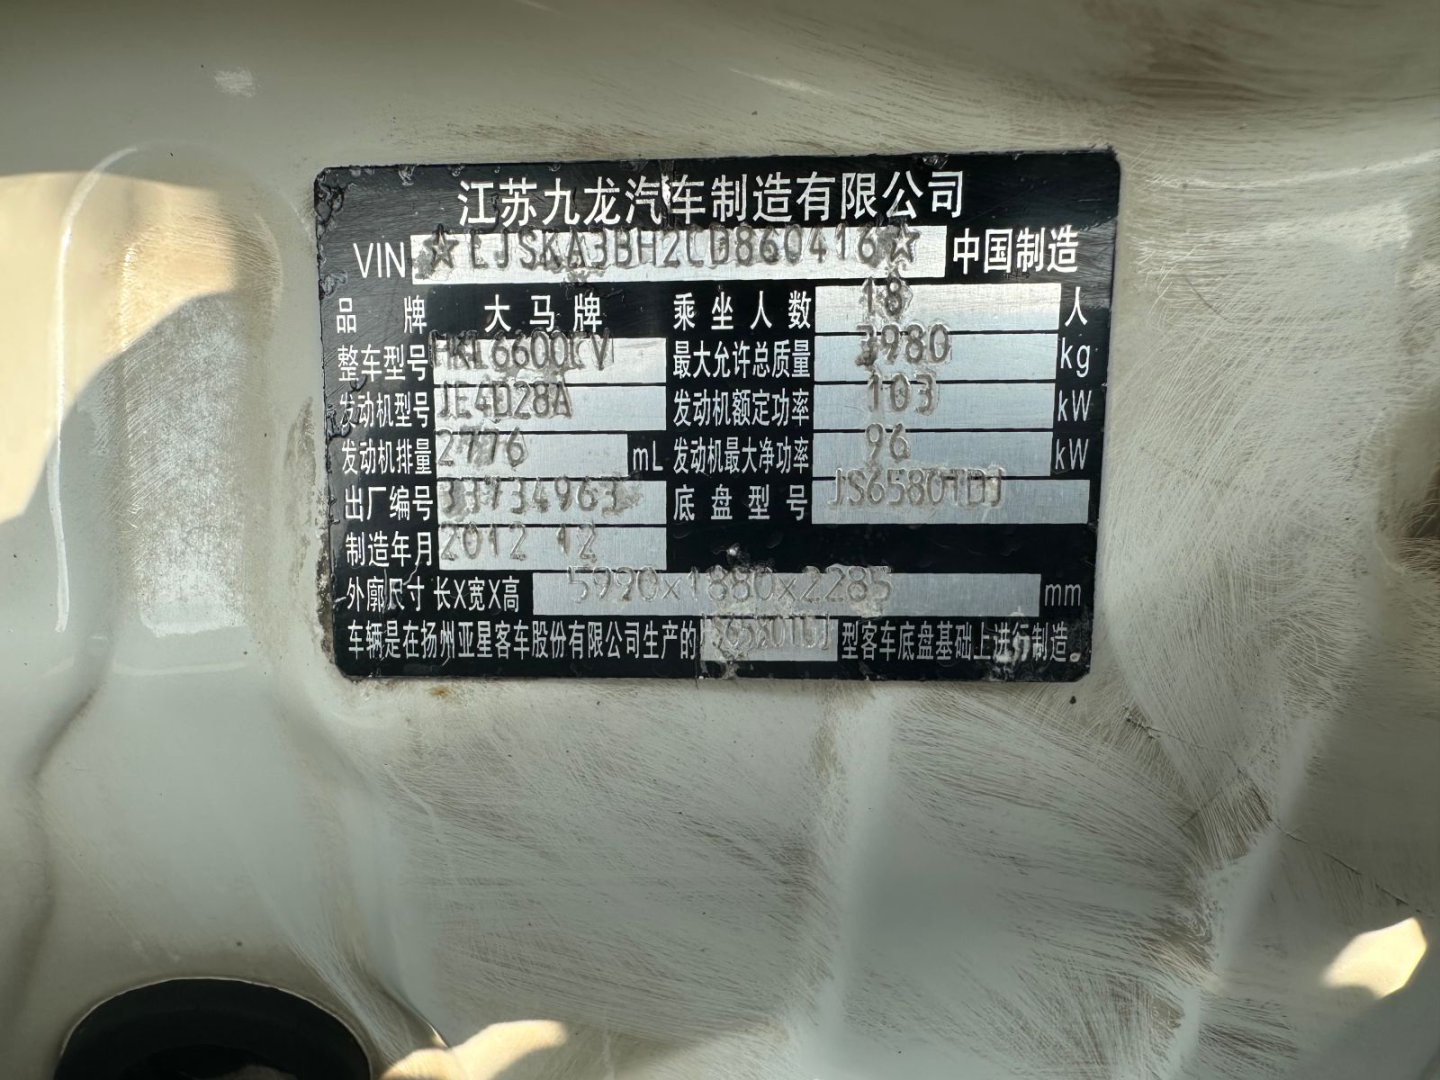 江苏九龙汽车制造有限公司
VIN ☆LJSKA3BH2CD860416☆ 中国制造
品牌 大马牌 乘坐人数 18 人
整车型号 HKL6600CV 最大允许总质量 3980 kg
发动机型号 JE4D28A 发动机额定功率 103 kW
发动机排量 2776 mL 发动机最大净功率 96 kW
出厂编号 33734963 底盘型号 JS6580TDJ
制造年月 2012 12
外廓尺寸 长X宽X高 5990x1880x2285 mm
车辆是在扬州亚星客车股份有限公司生产的 JS6580TDJ 型客车底盘基础上进行制造。